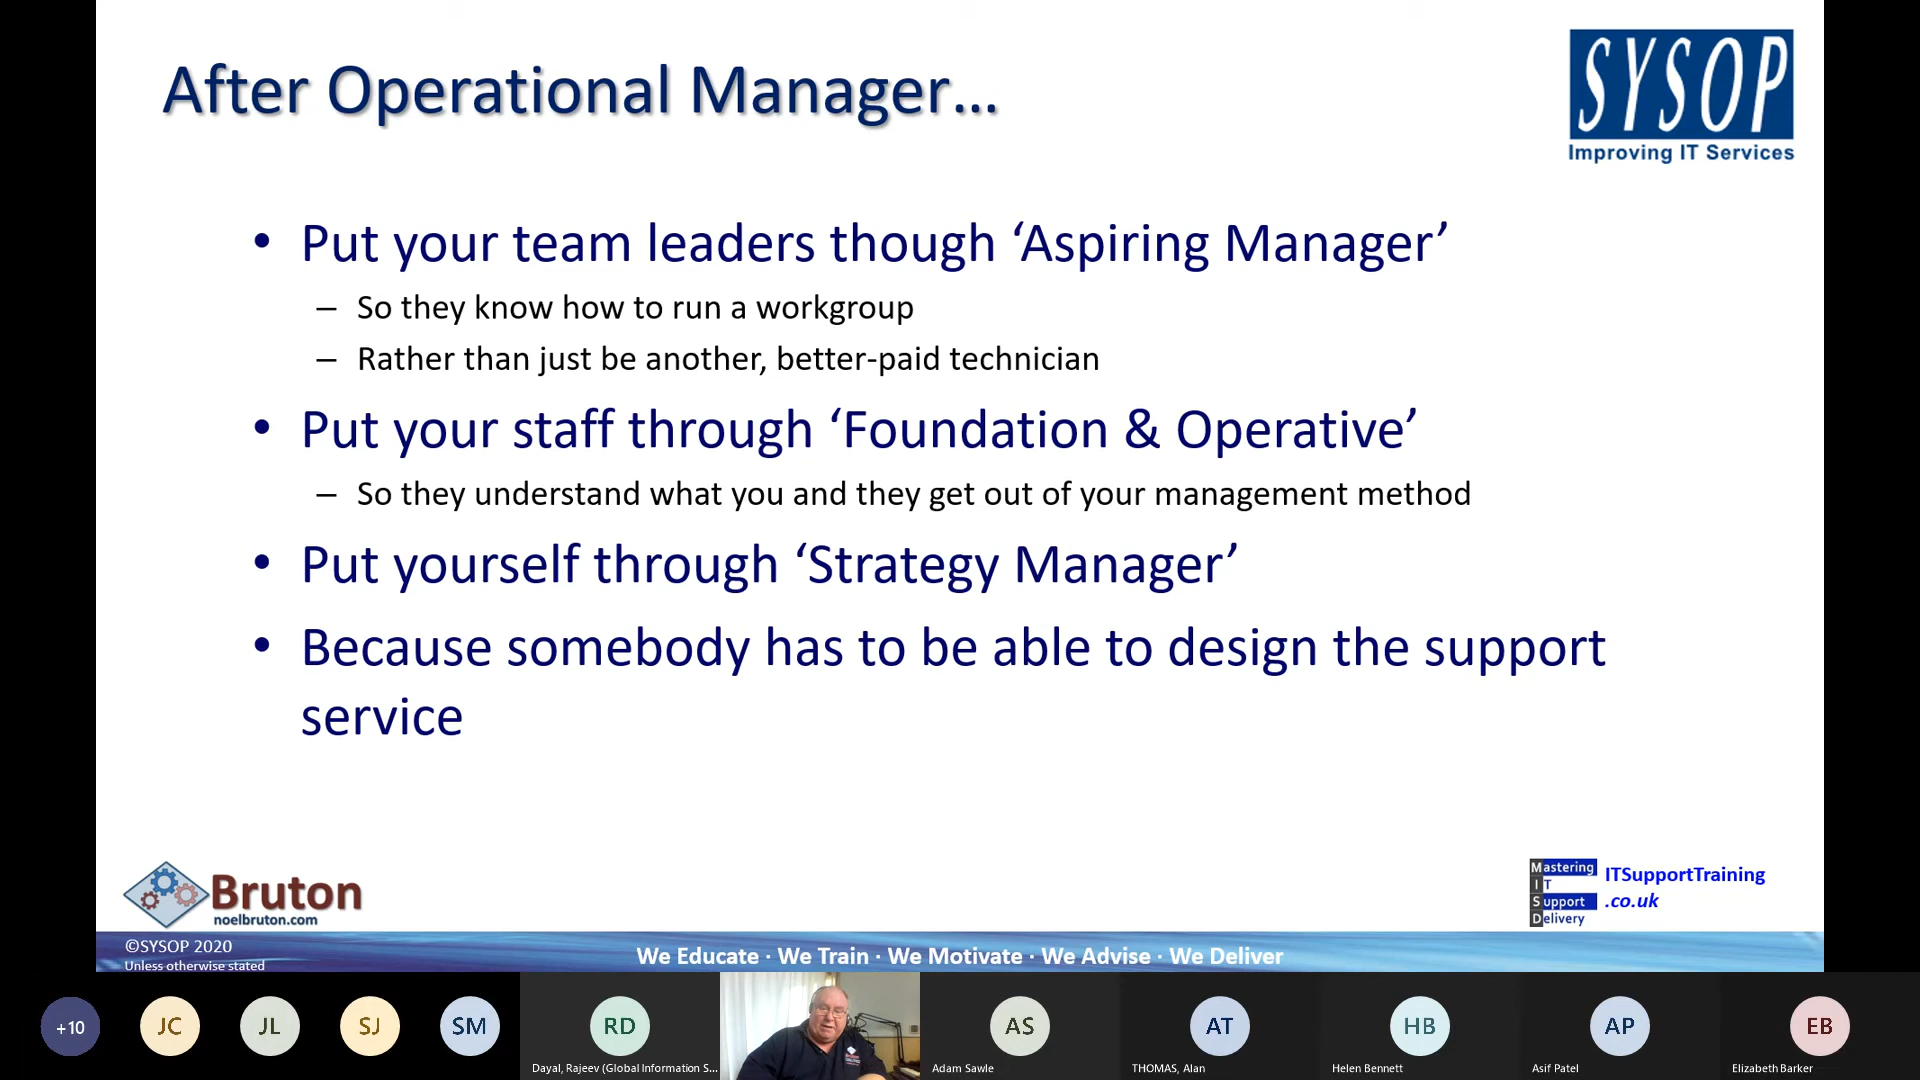 After Operational Manager…
SYSOP
Improving IT Services
• Put your team leaders though ‘Aspiring Manager’
– So they know how to run a workgroup
– Rather than just be another, better-paid technician
• Put your staff through ‘Foundation & Operative’
– So they understand what you and they get out of your management method
• Put yourself through ‘Strategy Manager’
• Because somebody has to be able to design the support
service
Bruton
noelbruton.com
Mastering
IT
Support
Delivery
ITSupportTraining
.co.uk
©SYSOP 2020
Unless otherwise stated
We Educate · We Train · We Motivate · We Advise · We Deliver
+10
JC
JL
SJ
SM
RD
Dayal, Rajeev (Global Information S...
Bruton
AS
Adam Sawle
AT
THOMAS, Alan
HB
Helen Bennett
AP
Asif Patel
EB
Elizabeth Barker